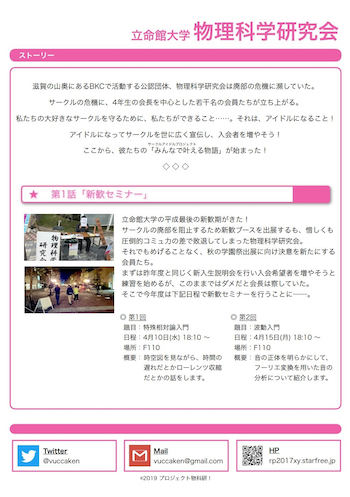 立命館大学 物理科学研究会
ストーリー
滋賀の山奥にあるBKCで活動する公認団体、物理科学研究会は廃部の危機に瀕していた。
サークルの危機に、4年生の会長を中心とした若干名の会員たちが立ち上がる。
私たちの大好きなサークルを守るために、私たちができること……。それは、アイドルになること！
アイドルになってサークルを世に広く宣伝し、入会者を増やそう！
サークルアイドルプロジェクト
ここから、彼たちの「みんなで叶える物語」が始まった！
◇◇◇
★ 第1話「新歓セミナー」
立命館大学の平成最後の新歓期がきた！
サークルの廃部を阻止するため新歓ブースを出展するも、惜しくも
圧倒的コミュ力の差で敗退してしまった物理科学研究会。
それでもめげることなく、秋の学園祭出展に向け決意を新たにする
会員たち。
まずは昨年度と同じく新入生説明会を行い入会希望者を増やそうと
練習を始めるが、このままではダメだと会長は察していた。
そこで今年度は下記日程で新歓セミナーを行うことに――。
◎ 第1回
題目：特殊相対論入門
日程：4月10日(水) 18:10 〜
場所：F110
概要：時空図を見ながら、時間の
遅れだとかローレンツ収縮
だとかの話をします。
◎ 第2回
題目：波動入門
日程：4月15日(月) 18:10 〜
場所：F110
概要：音の正体を明らかにして、
フーリエ変換を用いた音の
分析について紹介します。
Twitter
@vuccaken
Mail
vuccaken@gmail.com
HP
rp2017xy.starfree.jp
©2019 プロジェクト物科研！